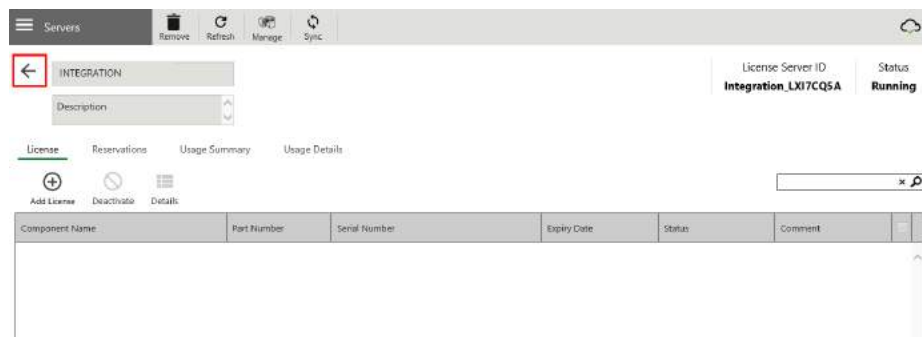 Servers
Remove
Refresh
Manage
Sync
INTEGRATION
License Server ID
Status
Integration_LXI7CQ5A
Running
Description
License
Reservations
Usage Summary
Usage Details
Add License
Deactivate
Details
Component Name
Part Number
Serial Number
Expiry Date
Status
Comment